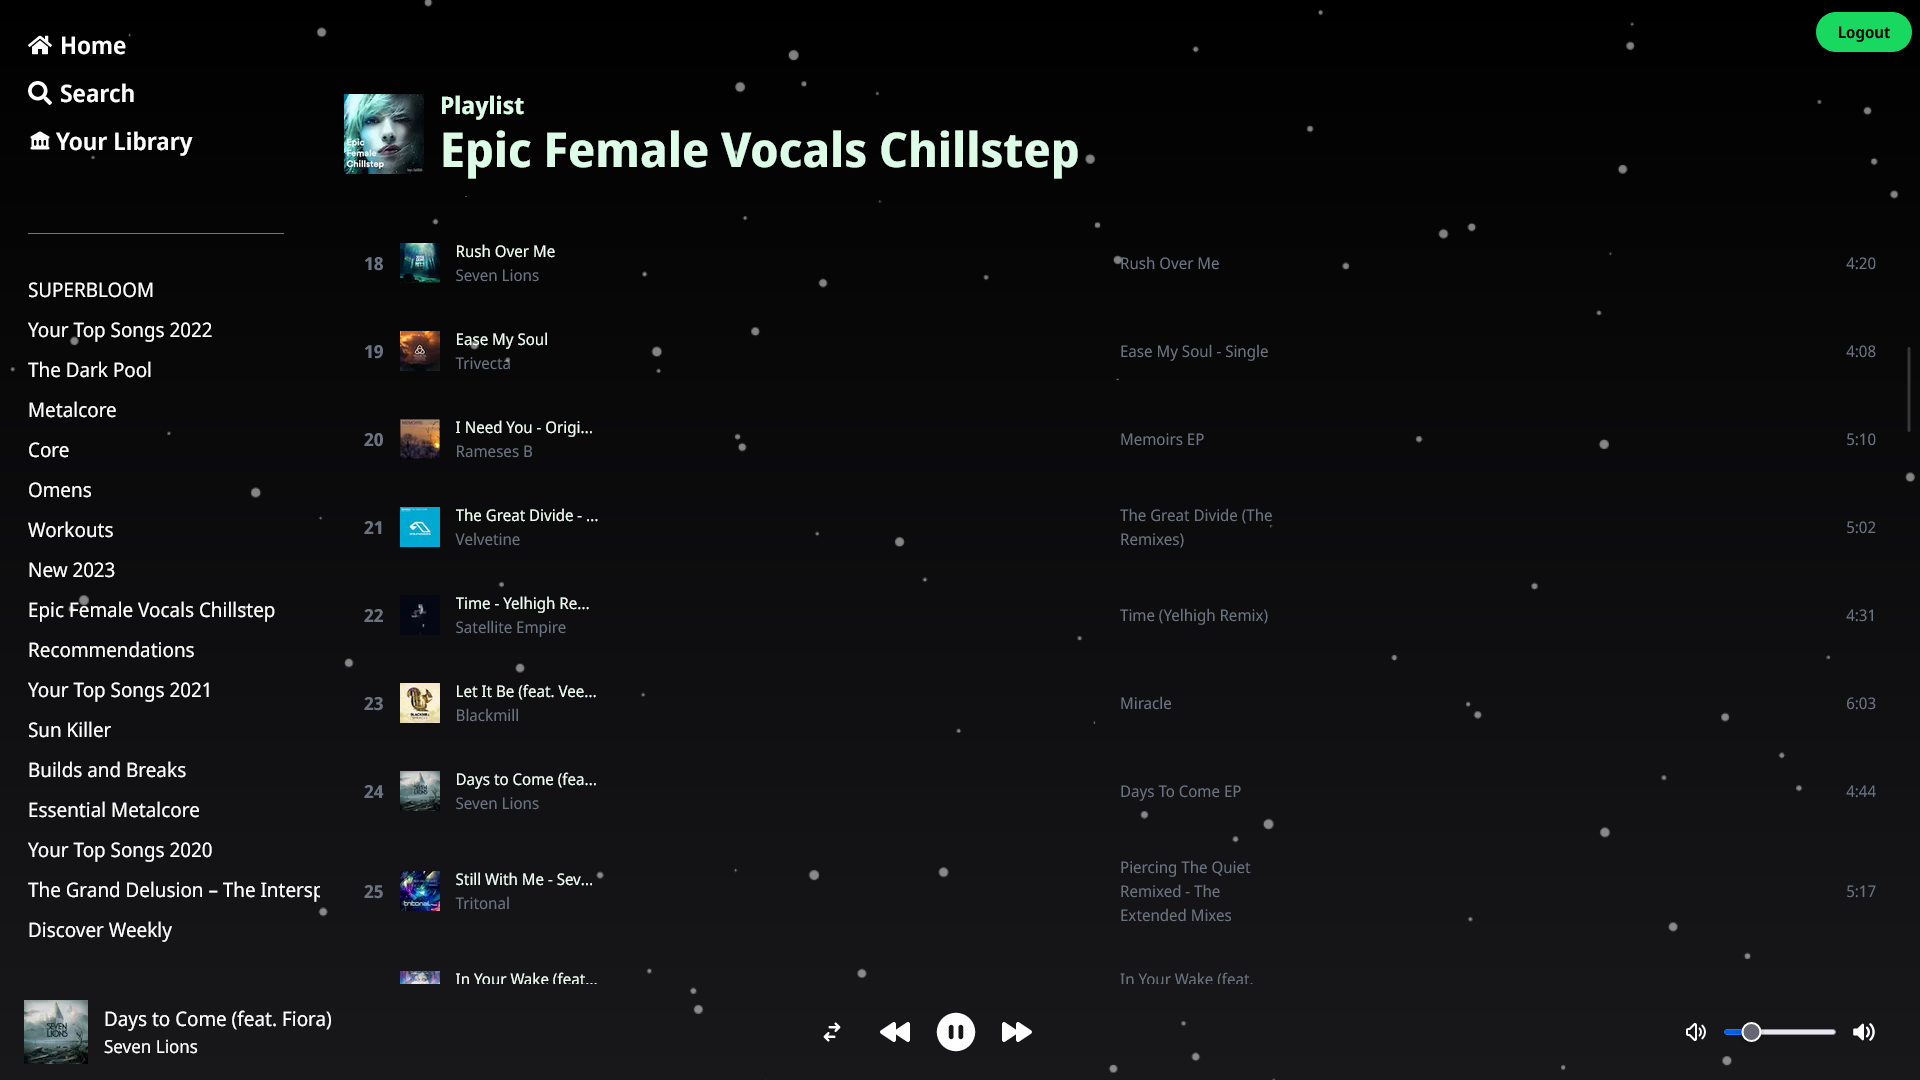 Home
Search
Your Library
SUPERBLOOM
Your Top Songs 2022
The Dark Pool
Metalcore
Core
Omens
Workouts
New 2023
Epic Female Vocals Chillstep
Recommendations
Your Top Songs 2021
Sun Killer
Builds and Breaks
Essential Metalcore
Your Top Songs 2020
The Grand Delusion – The Intersp
Discover Weekly
Logout
Epic
Female
Chillstep
Playlist
Epic Female Vocals Chillstep
18
Rush Over Me
Seven Lions
Rush Over Me
4:20
19
Ease My Soul
Trivecta
Ease My Soul - Single
4:08
20
I Need You - Origi...
Rameses B
Memoirs EP
5:10
21
The Great Divide - ...
Velvetine
The Great Divide (The
Remixes)
5:02
22
Time - Yelhigh Re...
Satellite Empire
Time (Yelhigh Remix)
4:31
23
Let It Be (feat. Vee...
Blackmill
Miracle
6:03
24
Days to Come (fea...
Seven Lions
Days To Come EP
4:44
25
Still With Me - Sev...
Tritonal
Piercing The Quiet
Remixed - The
Extended Mixes
5:17
In Your Wake (feat...
In Your Wake (feat.
SEVEN
LIONS
Days to Come (feat. Fiora)
Seven Lions